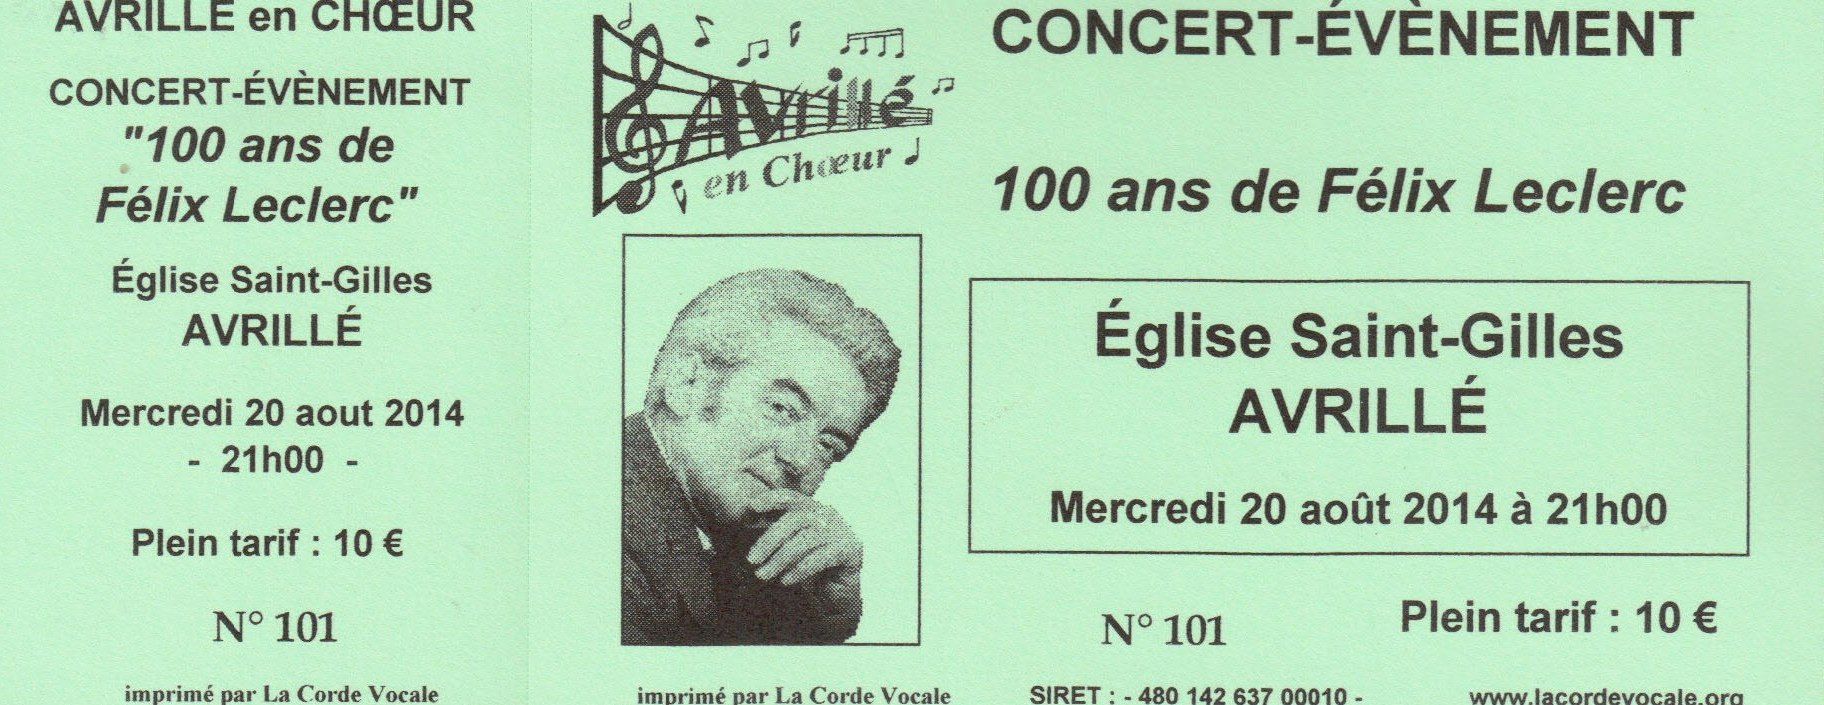 AVRILLE en CHŒUR
CONCERT-ÉVÈNEMENT
"100 ans de
Félix Leclerc"
Église Saint-Gilles
AVRILLÉ
Mercredi 20 aout 2014
- 21h00 -
Plein tarif : 10 €
N° 101
imprimé par La Corde Vocale
Avrillé
en Chœur
imprimé par La Corde Vocale
CONCERT-ÉVÈNEMENT
100 ans de Félix Leclerc
Église Saint-Gilles
AVRILLÉ
Mercredi 20 août 2014 à 21h00
N° 101
Plein tarif : 10 €
SIRET : - 480 142 637 00010 -
www.lacordevocale.org